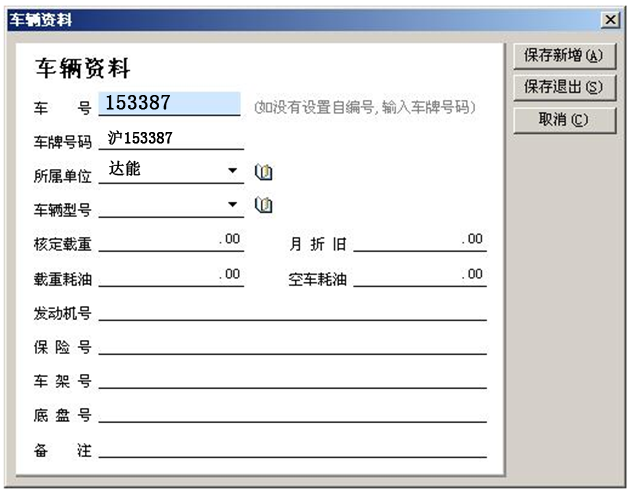 车辆资料
保存新增(A)
车辆资料
保存退出(S)
车 号 153387 (如没有设置自编号,输入车牌号码)
取消(C)
车牌号码 沪153387
所属单位 达能
车辆型号
核定载重 .00 月折旧 .00
载重耗油 .00 空车耗油 .00
发动机号
保险号
车架号
底盘号
备 注